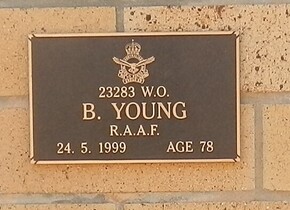 23283 W.O.
B. YOUNG
R.A.A.F.
24. 5. 1999 AGE 78